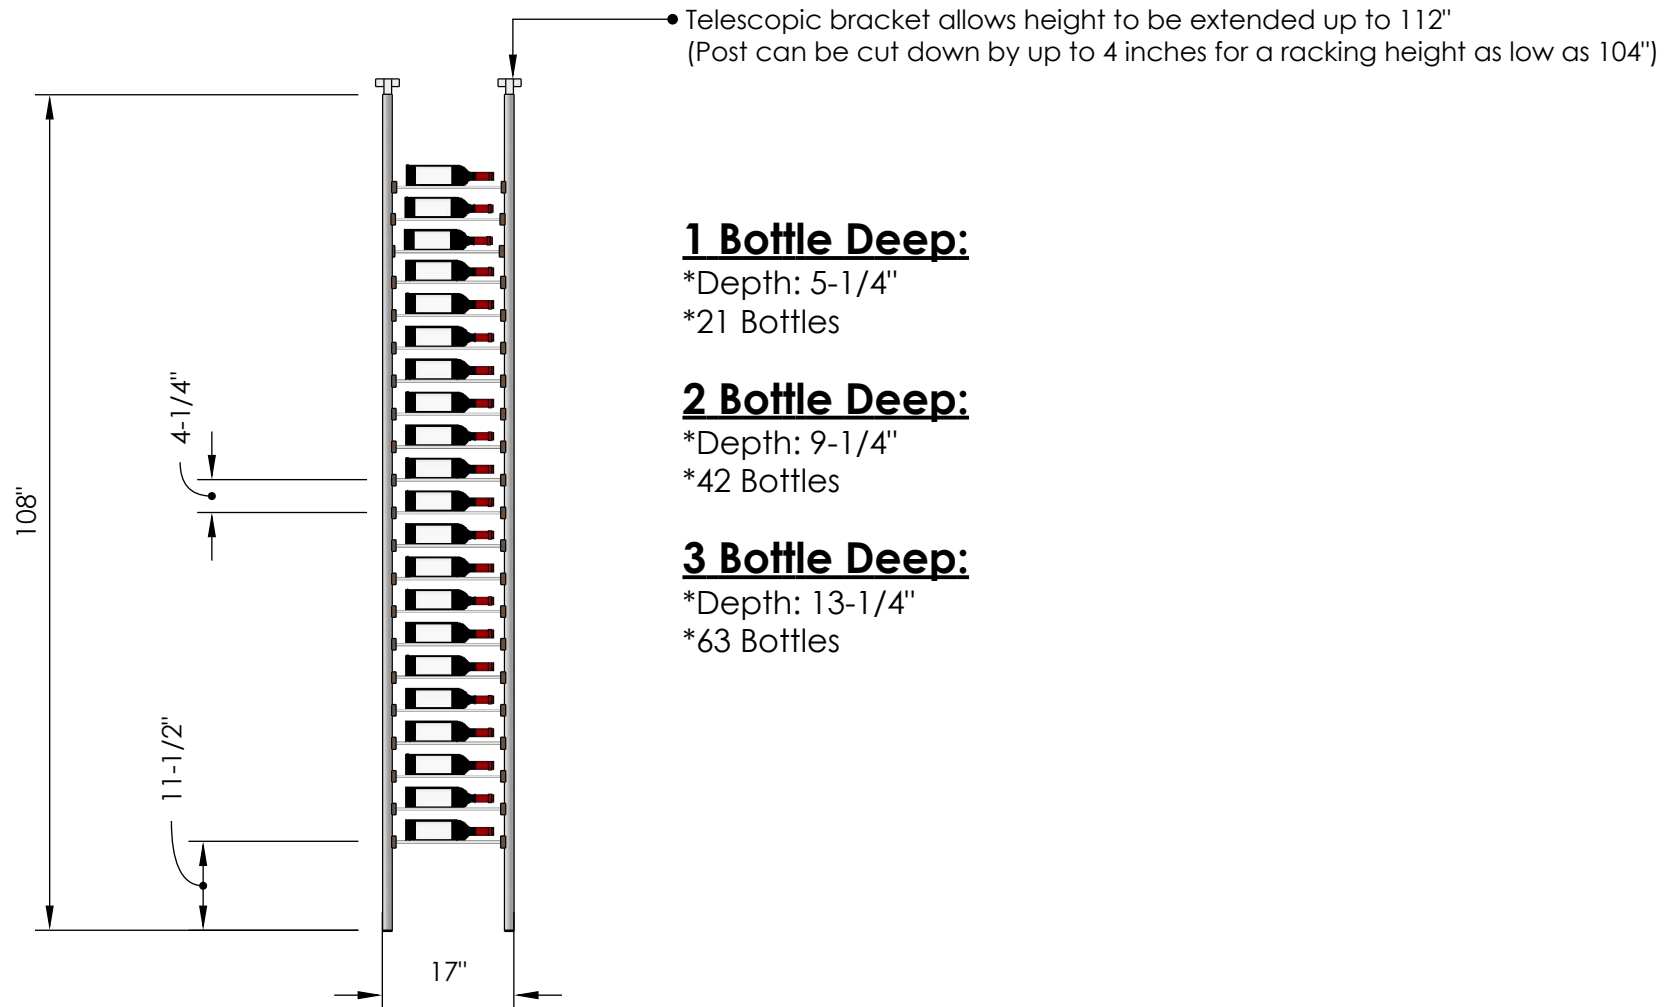 Telescopic bracket allows height to be extended up to 112"
(Post can be cut down by up to 4 inches for a racking height as low as 104")
1 Bottle Deep:
*Depth: 5-1/4"
*21 Bottles
2 Bottle Deep:
*Depth: 9-1/4"
*42 Bottles
3 Bottle Deep:
*Depth: 13-1/4"
*63 Bottles
108"
4-1/4"
11-1/2"
17"